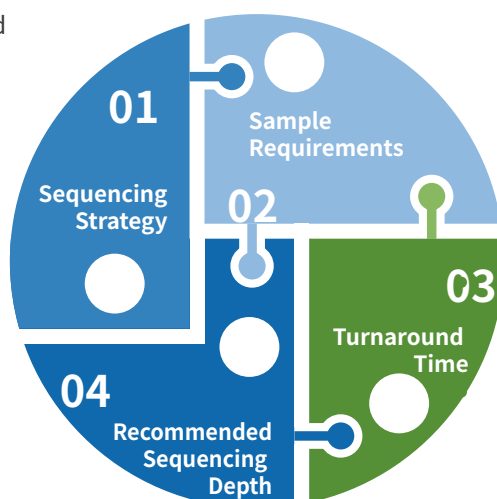 d
01
Sequencing
Strategy
Sample
Requirements
02
03
Turnaround
Time
04
Recommended
Sequencing
Depth